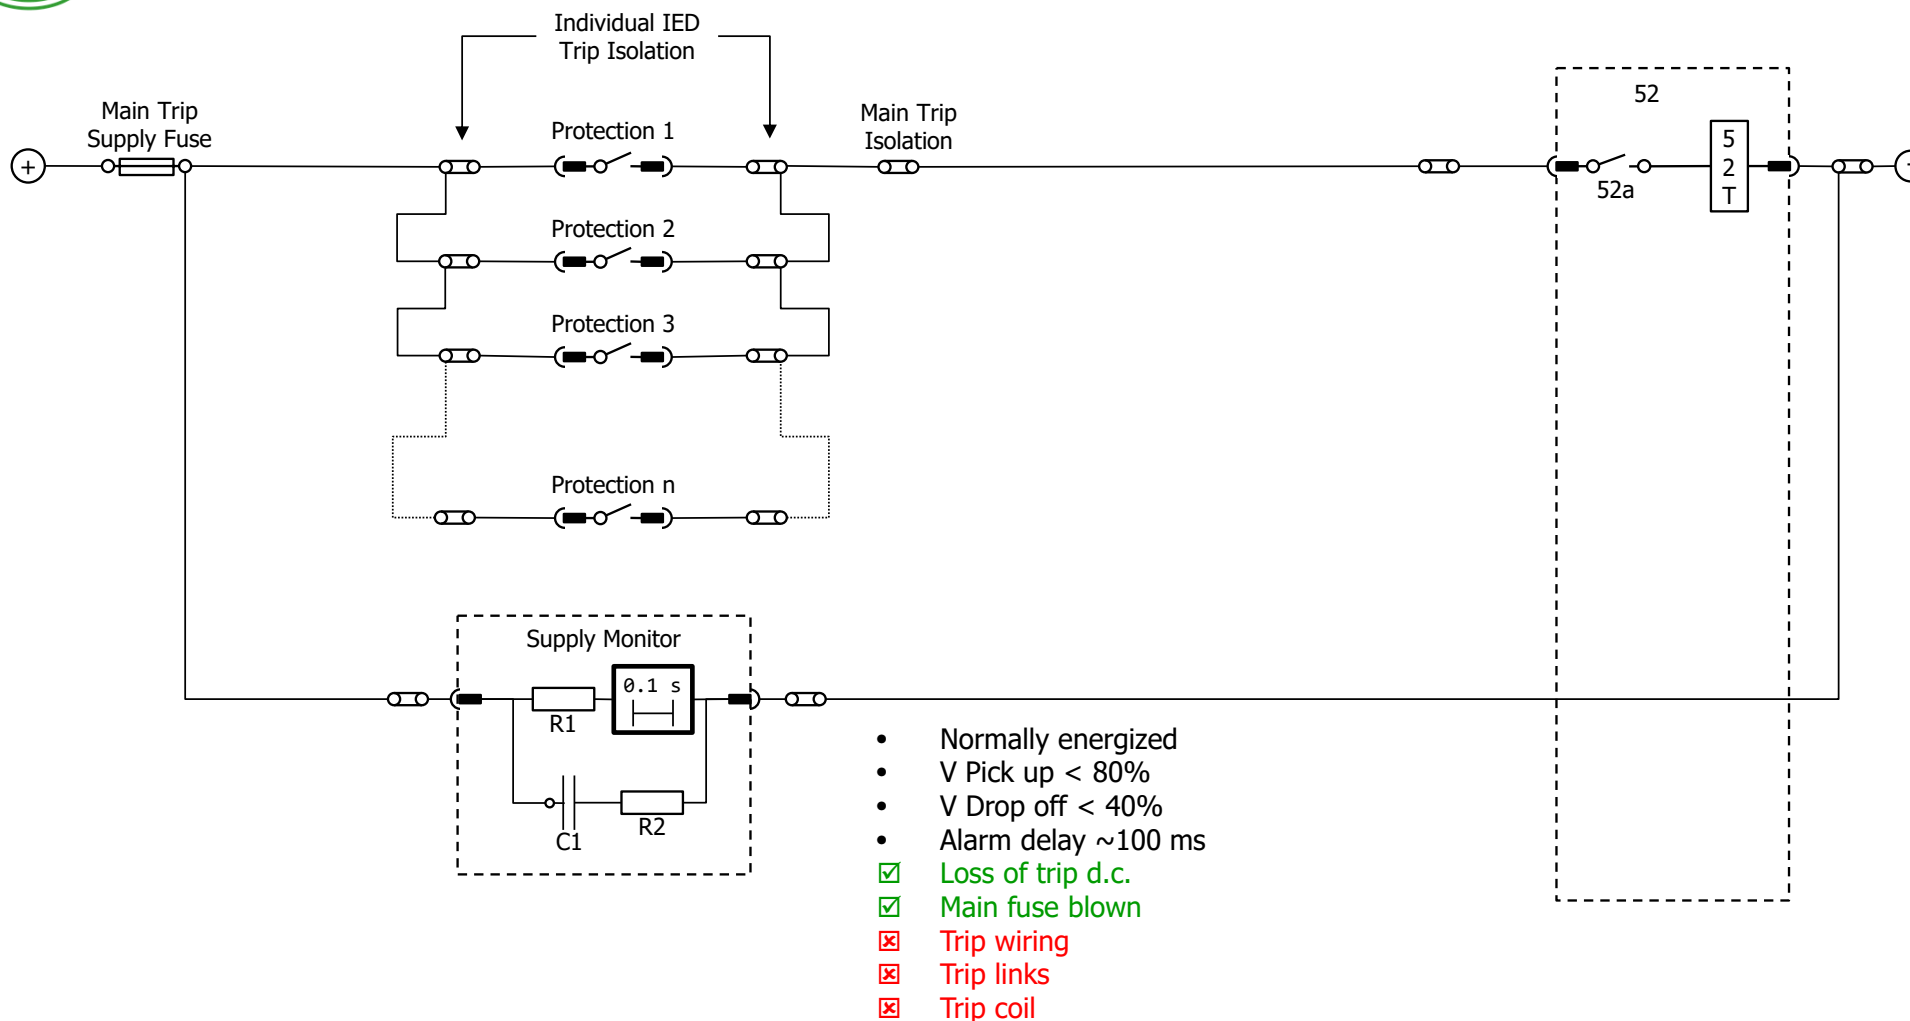 Individual IED
Trip Isolation
Main Trip
Supply Fuse
Protection 1
Main Trip
Isolation
52
+
5
2
T
52a
Protection 2
Protection 3
Protection n
Supply Monitor
0.1 s
R1
C1
R2
• Normally energized
• V Pick up < 80%
• V Drop off < 40%
• Alarm delay ~100 ms
☑ Loss of trip d.c.
☑ Main fuse blown
☒ Trip wiring
☒ Trip links
☒ Trip coil